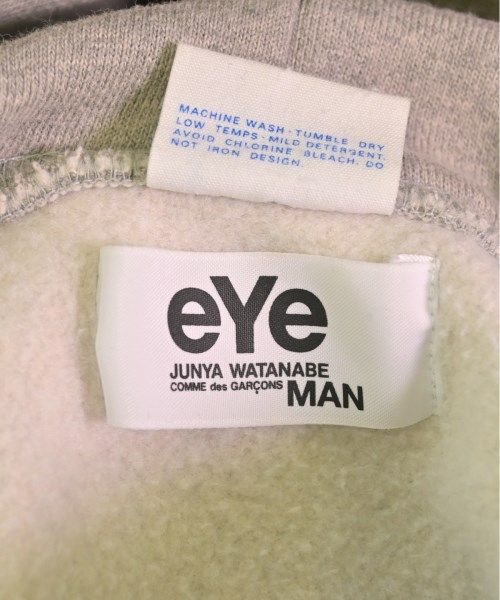 MACHINE WASH · TUMBLE DRY
LOW TEMPS · MILD DETERGENT.
AVOID CHLORINE BLEACH. DO
NOT IRON DESIGN.
eYe
JUNYA WATANABE
COMME des GARÇONS MAN